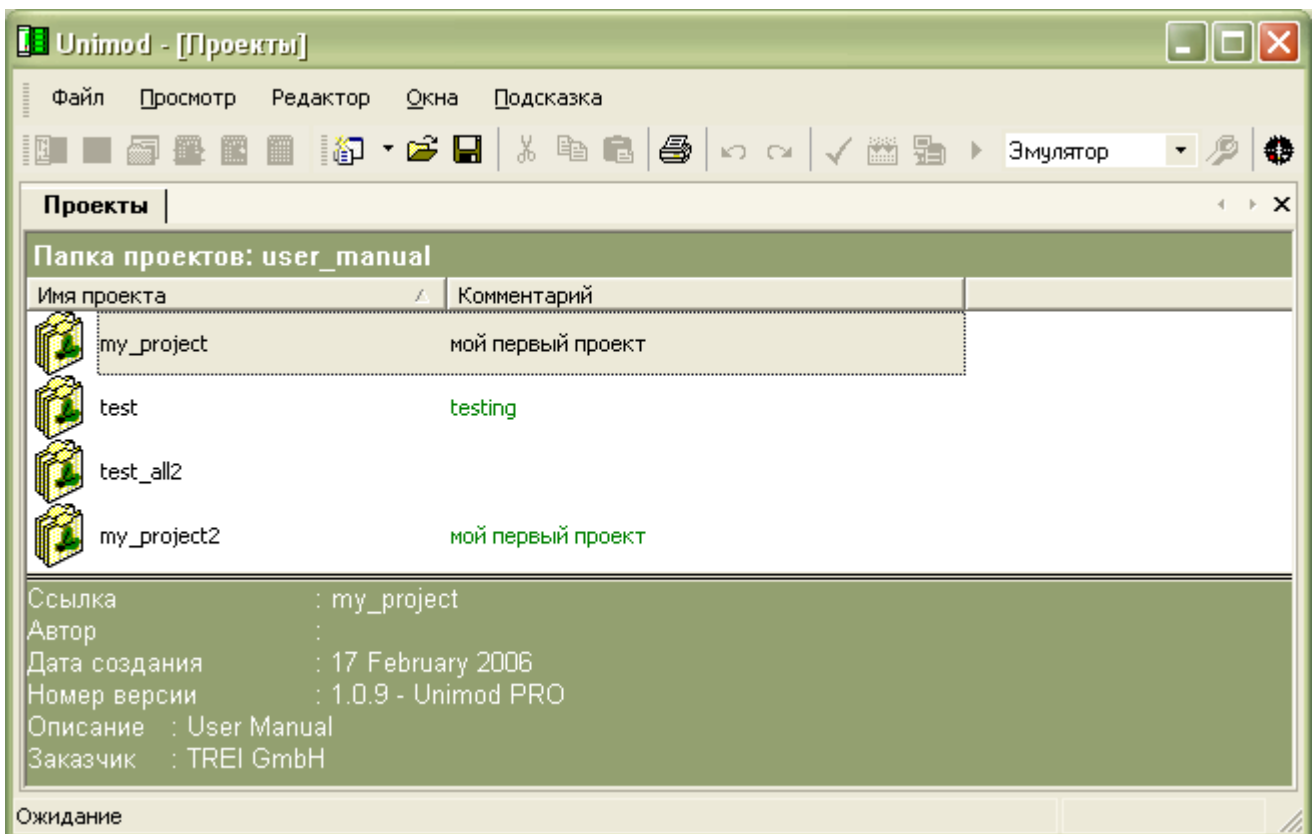 Unimod - [Проекты]
Файл Просмотр Редактор Окна Подсказка
Эмулятор
Проекты
Папка проектов: user_manual
Имя проекта Комментарий
my_project мой первый проект
test testing
test_all2
my_project2 мой первый проект
Ссылка : my_project
Автор :
Дата создания : 17 February 2006
Номер версии : 1.0.9 - Unimod PRO
Описание : User Manual
Заказчик : TREI GmbH
Ожидание